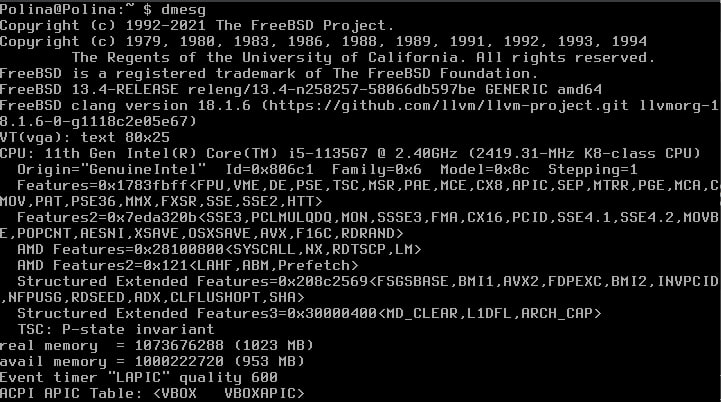 Polina@Polina:~ $ dmesg
Copyright (c) 1992-2021 The FreeBSD Project.
Copyright (c) 1979, 1980, 1983, 1986, 1988, 1989, 1991, 1992, 1993, 1994
        The Regents of the University of California. All rights reserved.
FreeBSD is a registered trademark of The FreeBSD Foundation.
FreeBSD 13.4-RELEASE releng/13.4-n258257-58066db597be GENERIC amd64
FreeBSD clang version 18.1.6 (https://github.com/llvm/llvm-project.git llvmorg-1
8.1.6-0-g1118c2e05e67)
VT(vga): text 80x25
CPU: 11th Gen Intel(R) Core(TM) i5-1135G7 @ 2.40GHz (2419.31-MHz K8-class CPU)
  Origin="GenuineIntel"  Id=0x806c1  Family=0x6  Model=0x8c  Stepping=1
  Features=0x1783fbff<FPU,VME,DE,PSE,TSC,MSR,PAE,MCE,CX8,APIC,SEP,MTRR,PGE,MCA,C
MOV,PAT,PSE36,MMX,FXSR,SSE,SSE2,HTT>
  Features2=0x7eda320b<SSE3,PCLMULQDQ,MON,SSSE3,FMA,CX16,PCID,SSE4.1,SSE4.2,MOVB
E,POPCNT,AESNI,XSAVE,OSXSAVE,AVX,F16C,RDRAND>
  AMD Features=0x28100800<SYSCALL,NX,RDTSCP,LM>
  AMD Features2=0x121<LAHF,ABM,Prefetch>
  Structured Extended Features=0x208c2569<FSGSBASE,BMI1,AVX2,FDPEXC,BMI2,INVPCID
,NFPUSG,RDSEED,ADX,CLFLUSHOPT,SHA>
  Structured Extended Features3=0x30000400<MD_CLEAR,L1DFL,ARCH_CAP>
  TSC: P-state invariant
real memory  = 1073676288 (1023 MB)
avail memory = 1000222720 (953 MB)
Event timer "LAPIC" quality 600
ACPI APIC Table: <VBOX   VBOXAPIC>